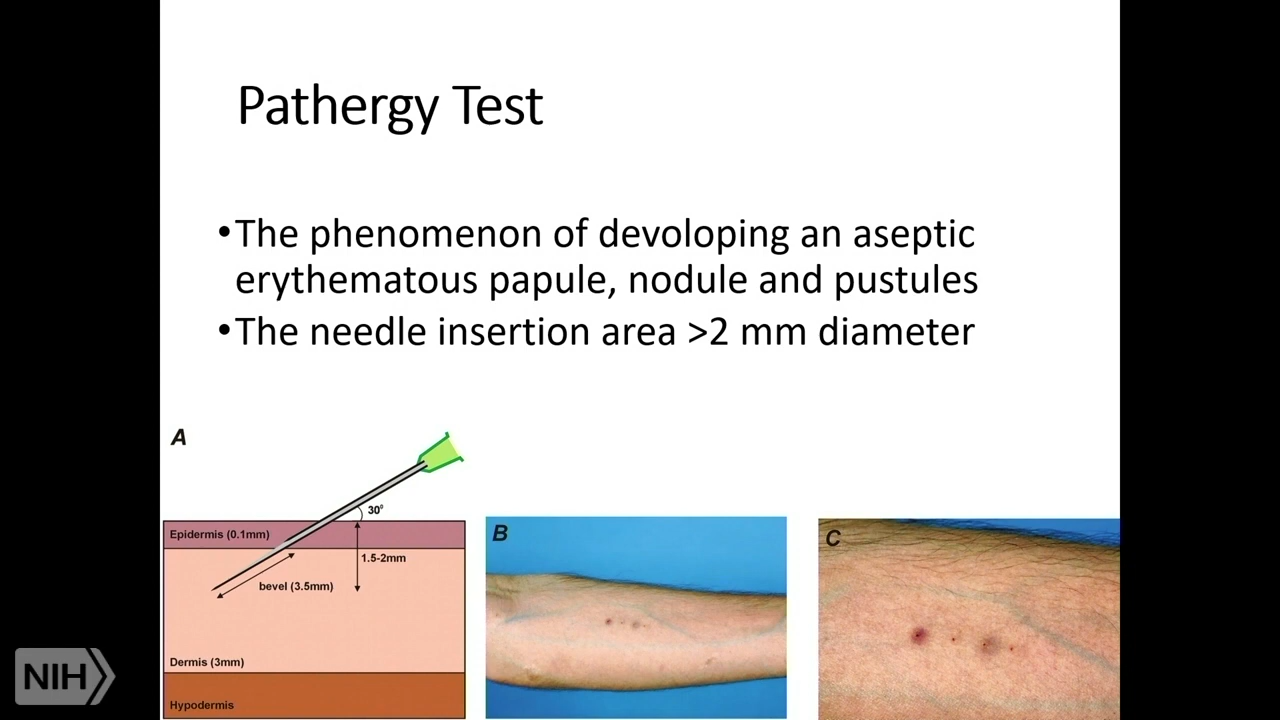 Pathergy Test
•The phenomenon of devoloping an aseptic
erythematous papule, nodule and pustules
•The needle insertion area >2 mm diameter
A
30⁰
Epidermis (0.1mm)
1.5-2mm
bevel (3.5mm)
Dermis (3mm)
Hypodermis
B
C
NIH